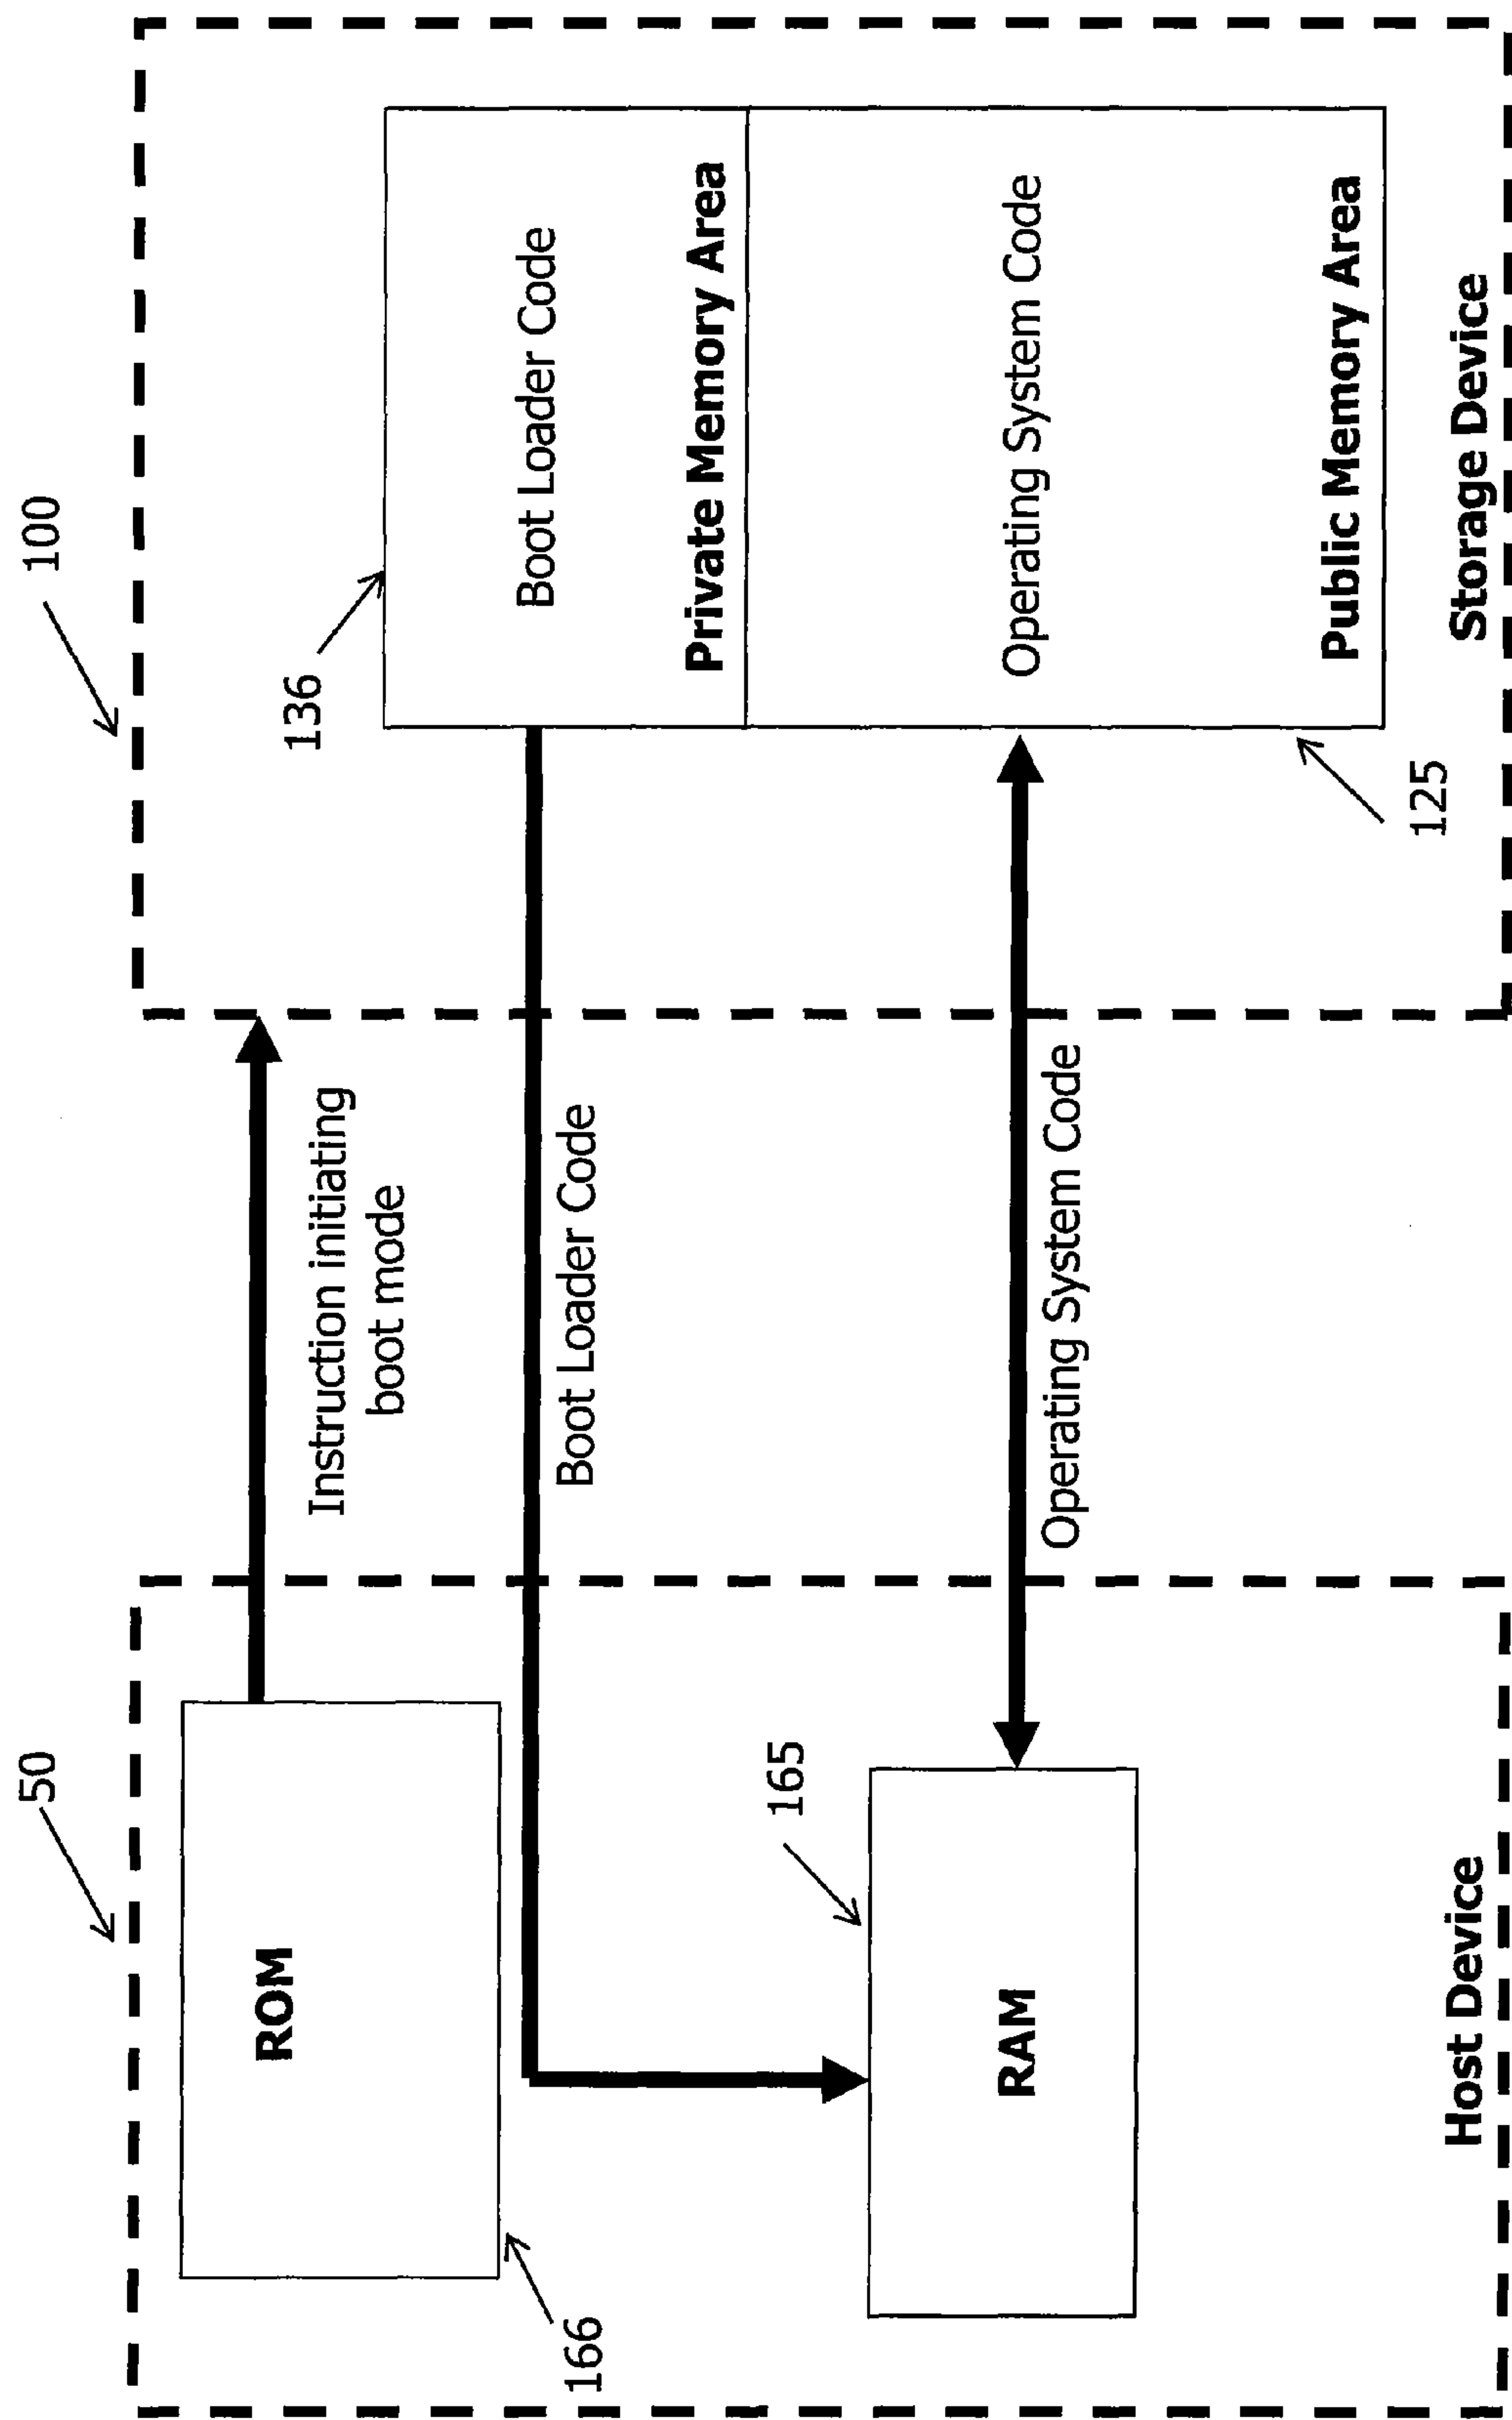 50
100
ROM
166
Instruction initiating
boot mode
136
Boot Loader Code
Private Memory Area
Boot Loader Code
165
RAM
Operating System Code
Operating System Code
Public Memory Area
125
Host Device
Storage Device